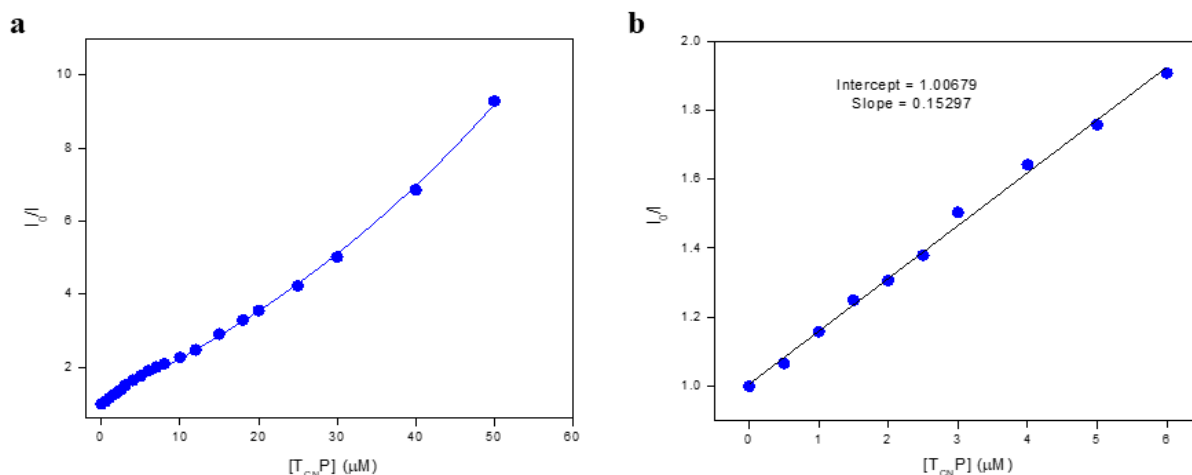 a
10
8
6
4
2
I₀/I
0 10 20 30 40 50 60
[T_CN P] (μM)
b
2.0
1.8
1.6
1.4
1.2
1.0
I₀/I
Intercept = 1.00679
Slope = 0.15297
0 1 2 3 4 5 6
[T_CN P] (μM)